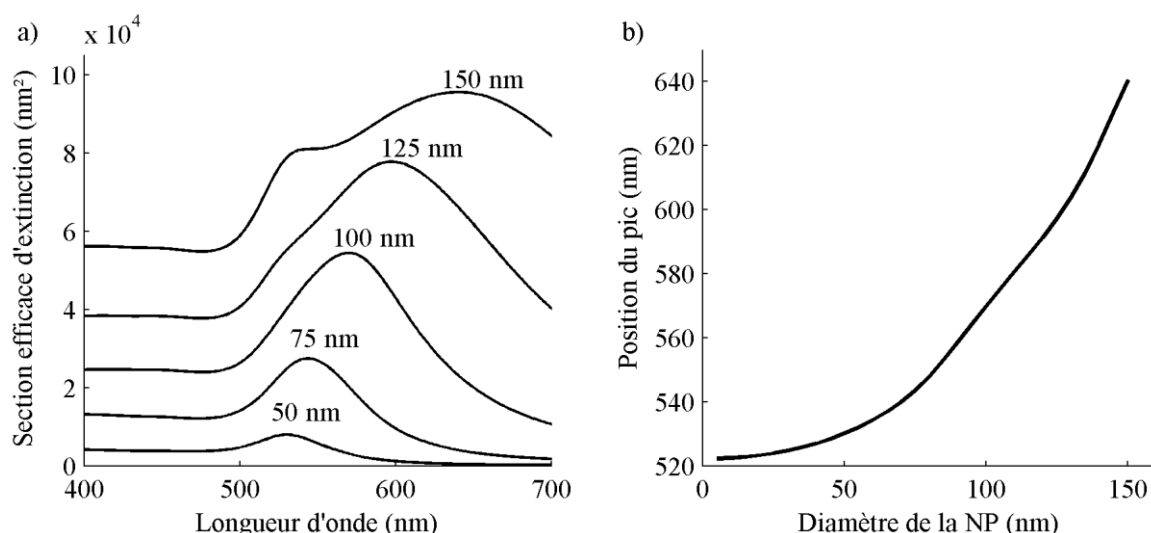 a)
x 10⁴
Section efficace d'extinction (nm²)
10
8
6
4
2
0
150 nm
125 nm
100 nm
75 nm
50 nm
400
500
600
700
Longueur d'onde (nm)
b)
Position du pic (nm)
640
620
600
580
560
540
520
0
50
100
150
Diamètre de la NP (nm)